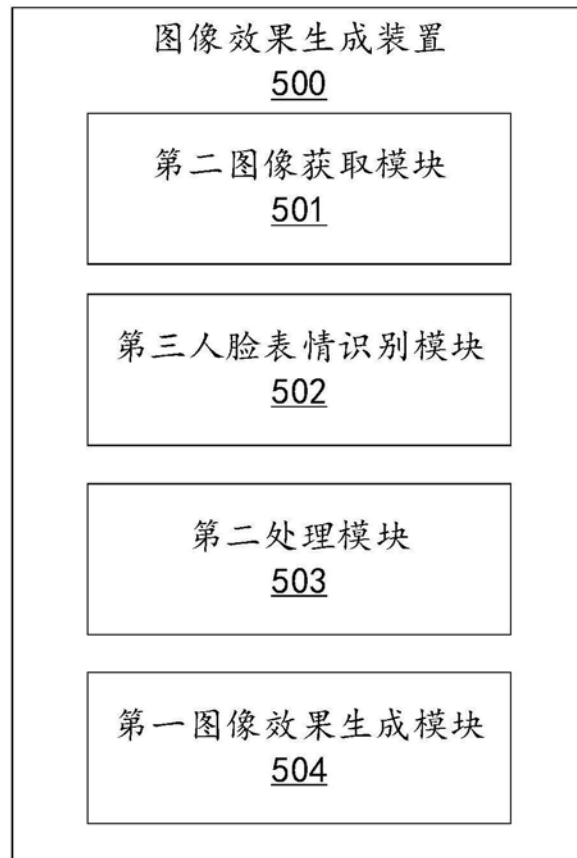 图像效果生成装置
500
第二图像获取模块
501
第三人脸表情识别模块
502
第二处理模块
503
第一图像效果生成模块
504